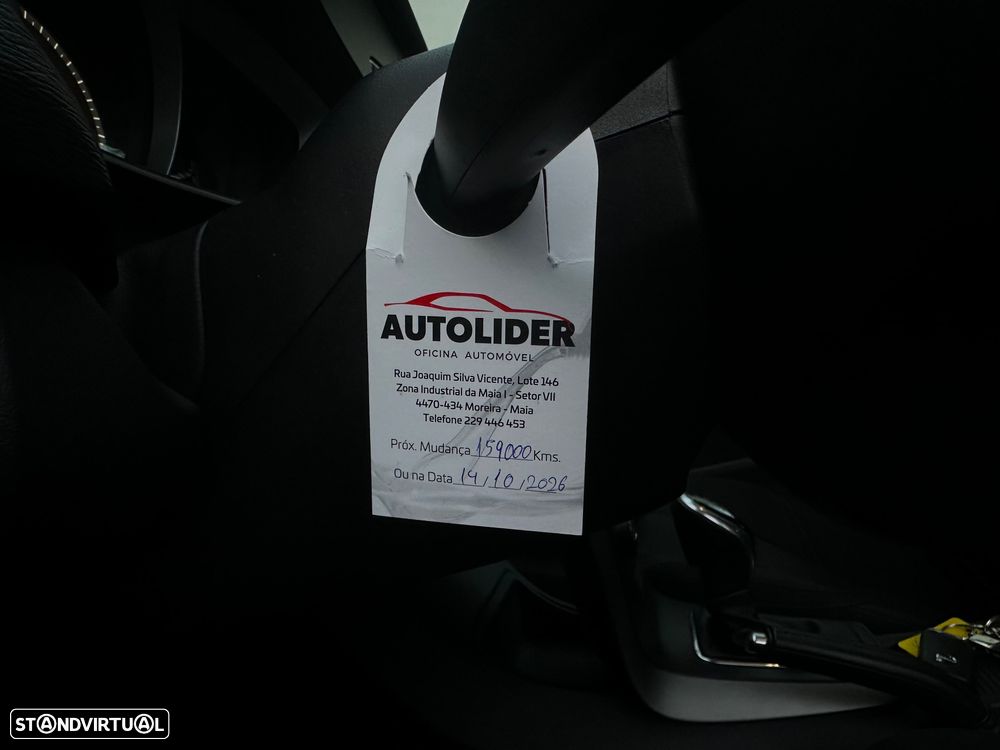 AUTOLIDER
OFICINA AUTOMÓVEL
Rua Joaquim Silva Vicente, Lote 146
Zona Industrial da Maia I - Setor VII
4470-434 Moreira - Maia
Telefone 229 446 453
Próx. Mudança 159000 Kms.
Ou na Data 14/10/2026
STANDVIRTUAL